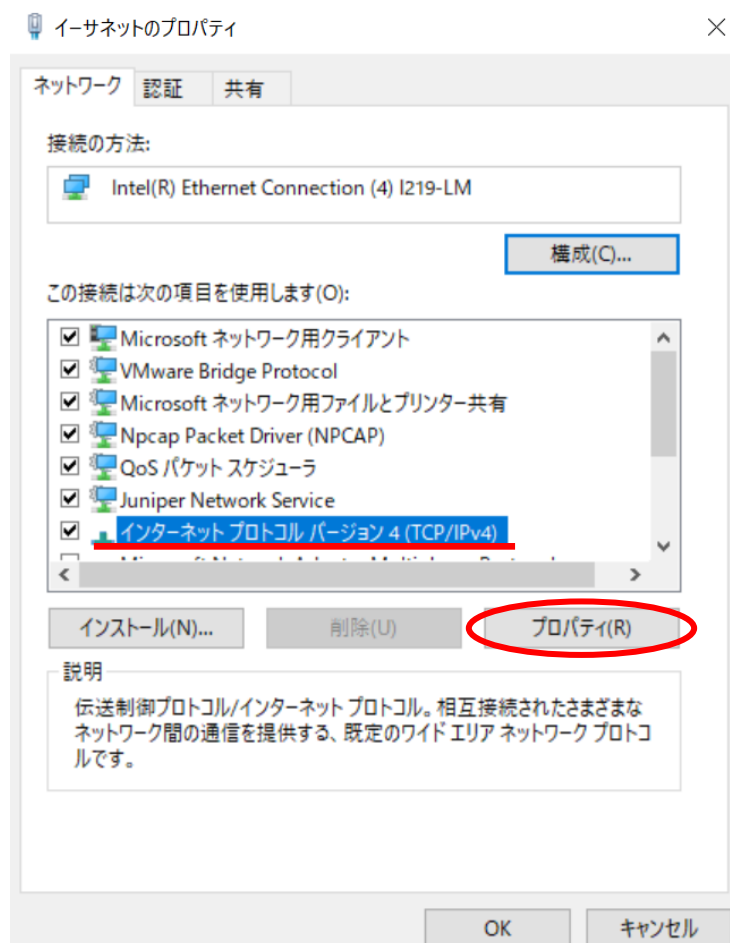 イーサネットのプロパティ
ネットワーク 認証 共有
接続の方法:
Intel(R) Ethernet Connection (4) I219-LM
構成(C)...
この接続は次の項目を使用します(O):
Microsoft ネットワーク用クライアント
VMware Bridge Protocol
Microsoft ネットワーク用ファイルとプリンター共有
Npcap Packet Driver (NPCAP)
QoS パケット スケジューラ
Juniper Network Service
インターネット プロトコル バージョン 4 (TCP/IPv4)
インストール(N)... 削除(U) プロパティ(R)
説明
伝送制御プロトコル/インターネット プロトコル。相互接続されたさまざまな
ネットワーク間の通信を提供する、既定のワイド エリア ネットワーク プロトコ
ルです。
OK キャンセル